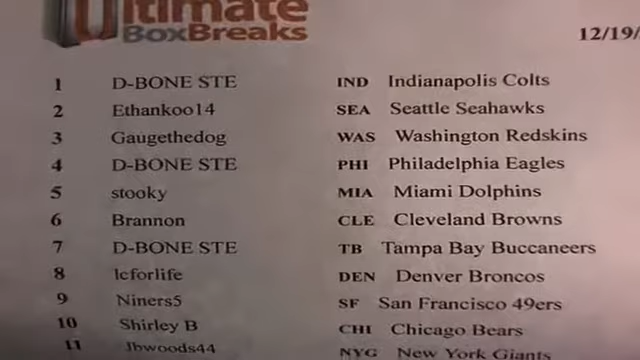 Ultimate
BoxBreaks
12/19/
1 D-BONE STE IND Indianapolis Colts
2 Ethankoo14 SEA Seattle Seahawks
3 Gaugethedog WAS Washington Redskins
4 D-BONE STE PHI Philadelphia Eagles
5 stooky MIA Miami Dolphins
6 Brannon CLE Cleveland Browns
7 D-BONE STE TB Tampa Bay Buccaneers
8 lcforlife DEN Denver Broncos
9 Niners5 SF San Francisco 49ers
10 Shirley B CHI Chicago Bears
11 Jbwoods44 NYG New York Giants